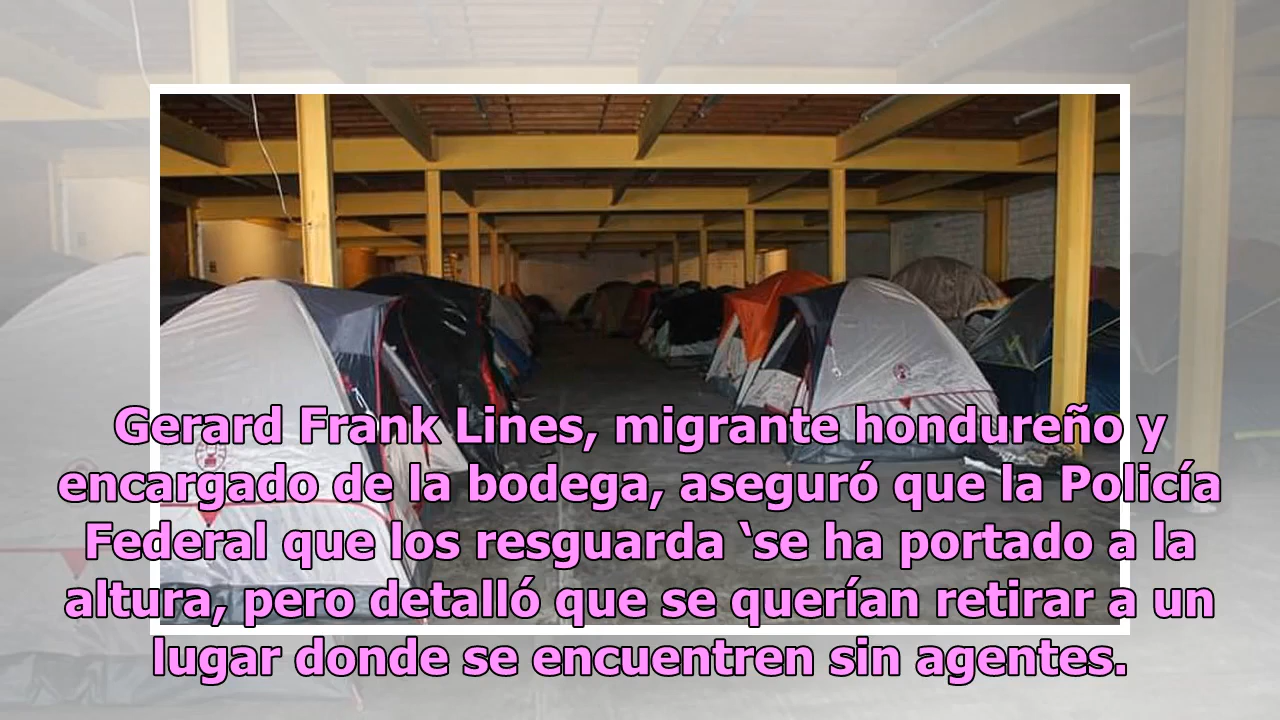 Gerard Frank Lines, migrante hondureño y
encargado de la bodega, aseguró que la Policía
Federal que los resguarda ‘se ha portado a la
altura, pero detalló que se querían retirar a un
lugar donde se encuentren sin agentes.